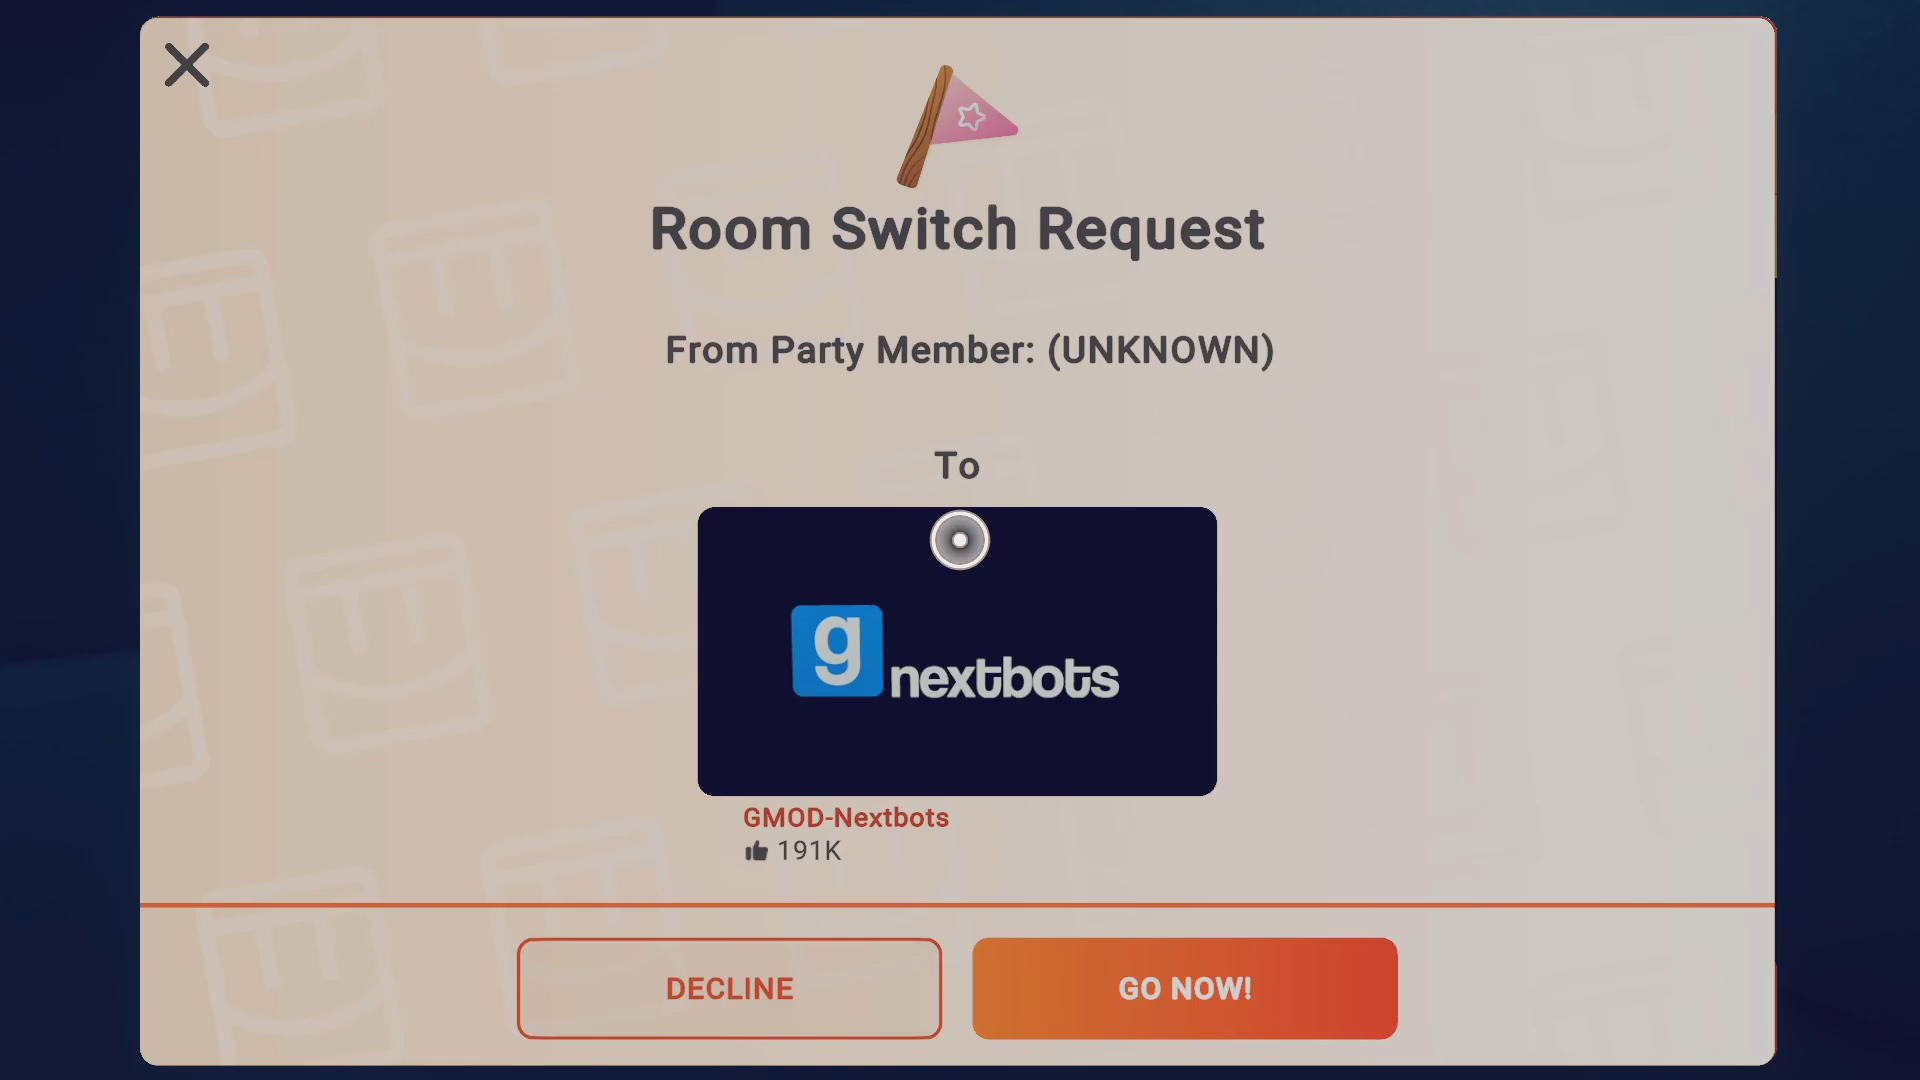 Room Switch Request
From Party Member: (UNKNOWN)
To
g nextbots
GMOD-Nextbots
191K
DECLINE
GO NOW!